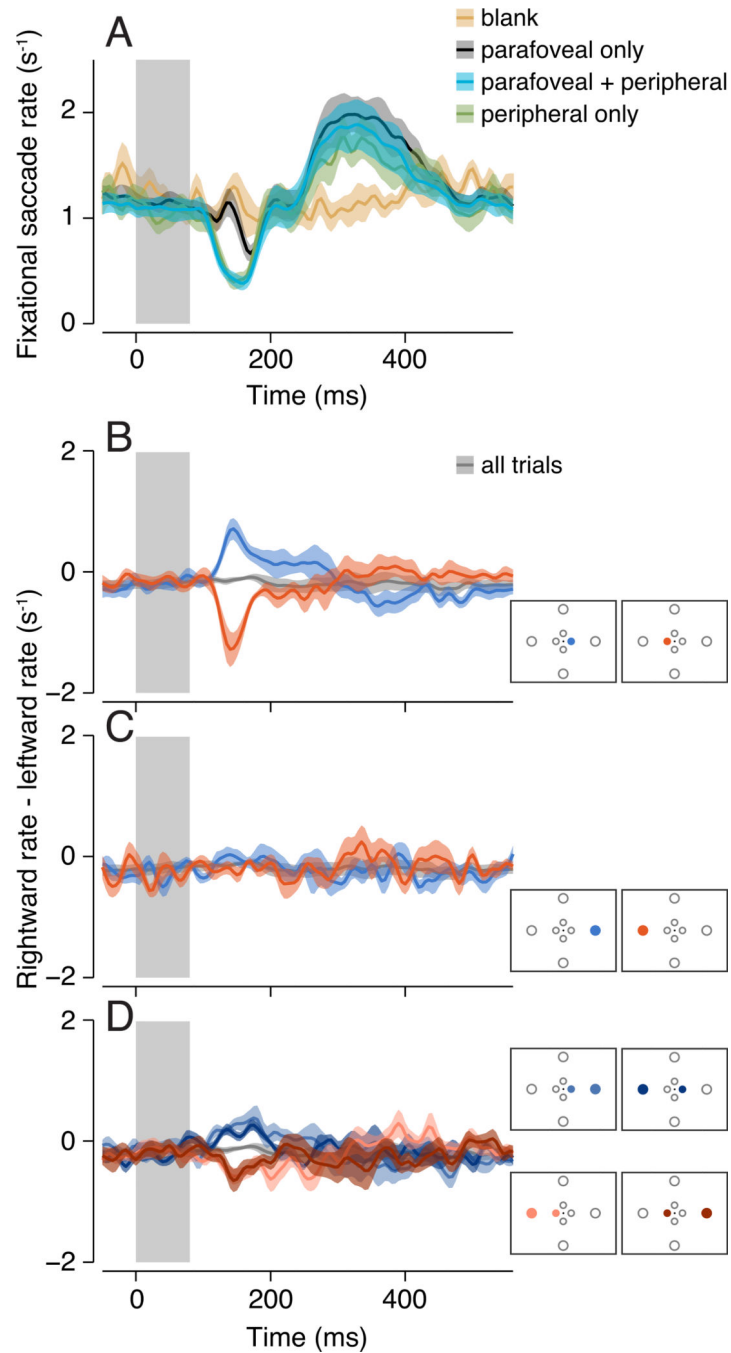 A
blank
parafoveal only
parafoveal + peripheral
peripheral only
Fixational saccade rate (s-1)
2
1
0
0 200 400
Time (ms)
B
all trials
2
0
−2
C
2
0
−2
Rightward rate - leftward rate (s-1)
D
2
0
−2
0 200 400
Time (ms)